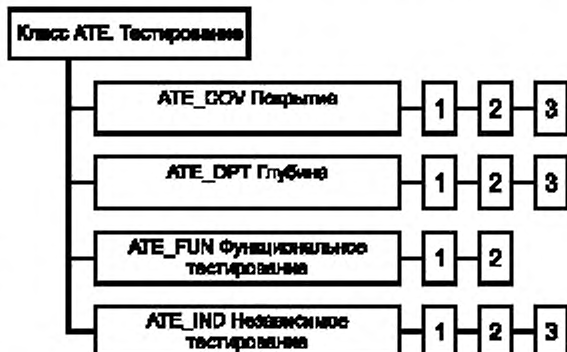 Класс ATE. Тестирование
ATE_COV Покрытие
1 2 3
ATE_DPT Глубина
1 2 3
ATE_FUN Функциональное
тестирование
1 2
ATE_IND Независимое
тестирование
1 2 3